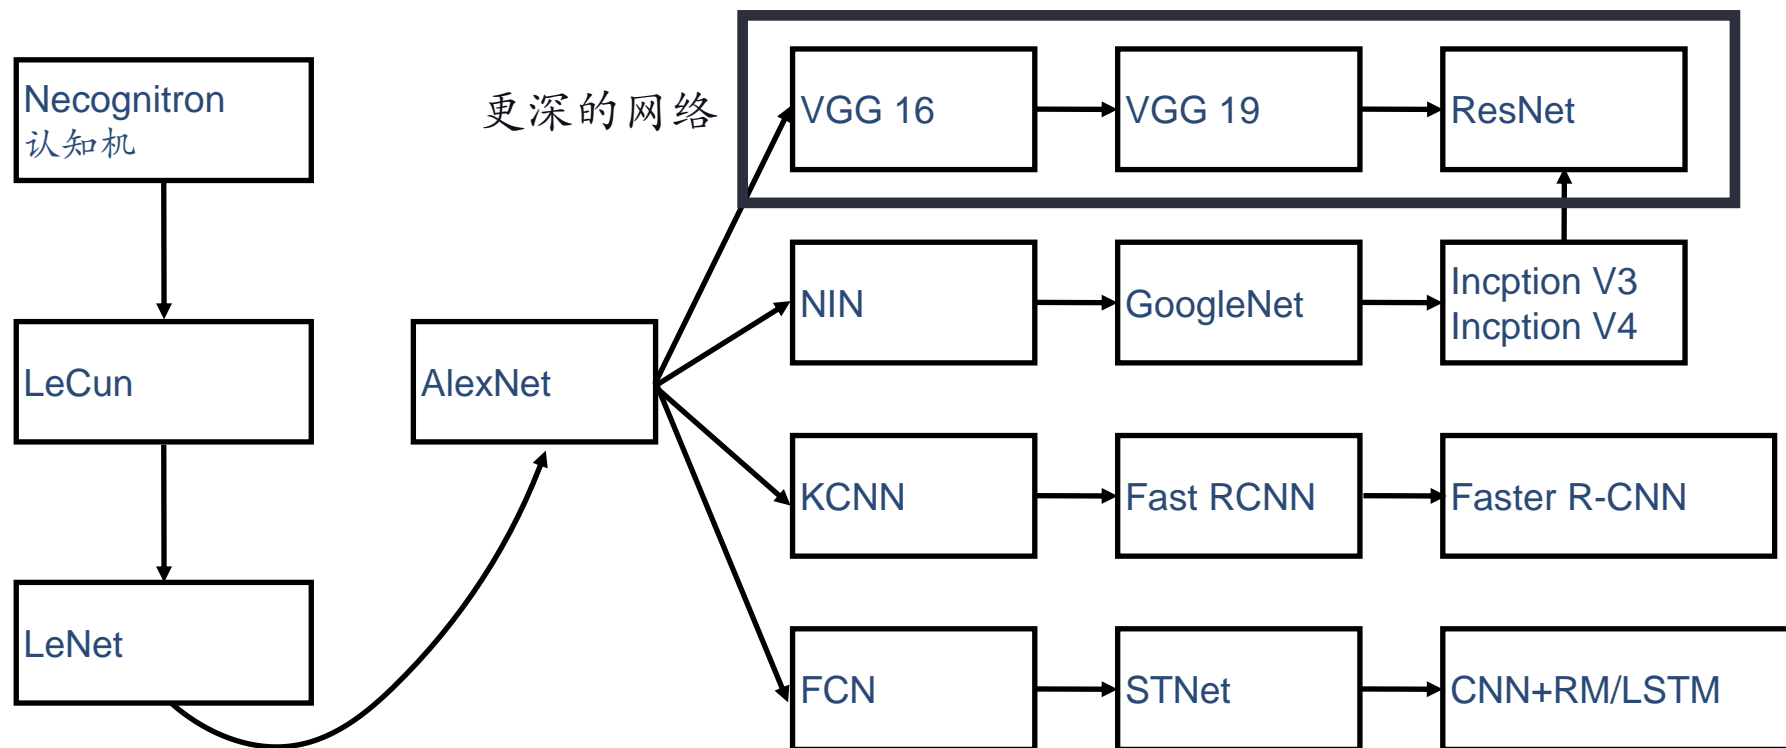 Necognitron
认知机
LeCun
LeNet
AlexNet
更深的网络
VGG 16
VGG 19
ResNet
NIN
GoogleNet
Incption V3
Incption V4
KCNN
Fast RCNN
Faster R-CNN
FCN
STNet
CNN+RM/LSTM